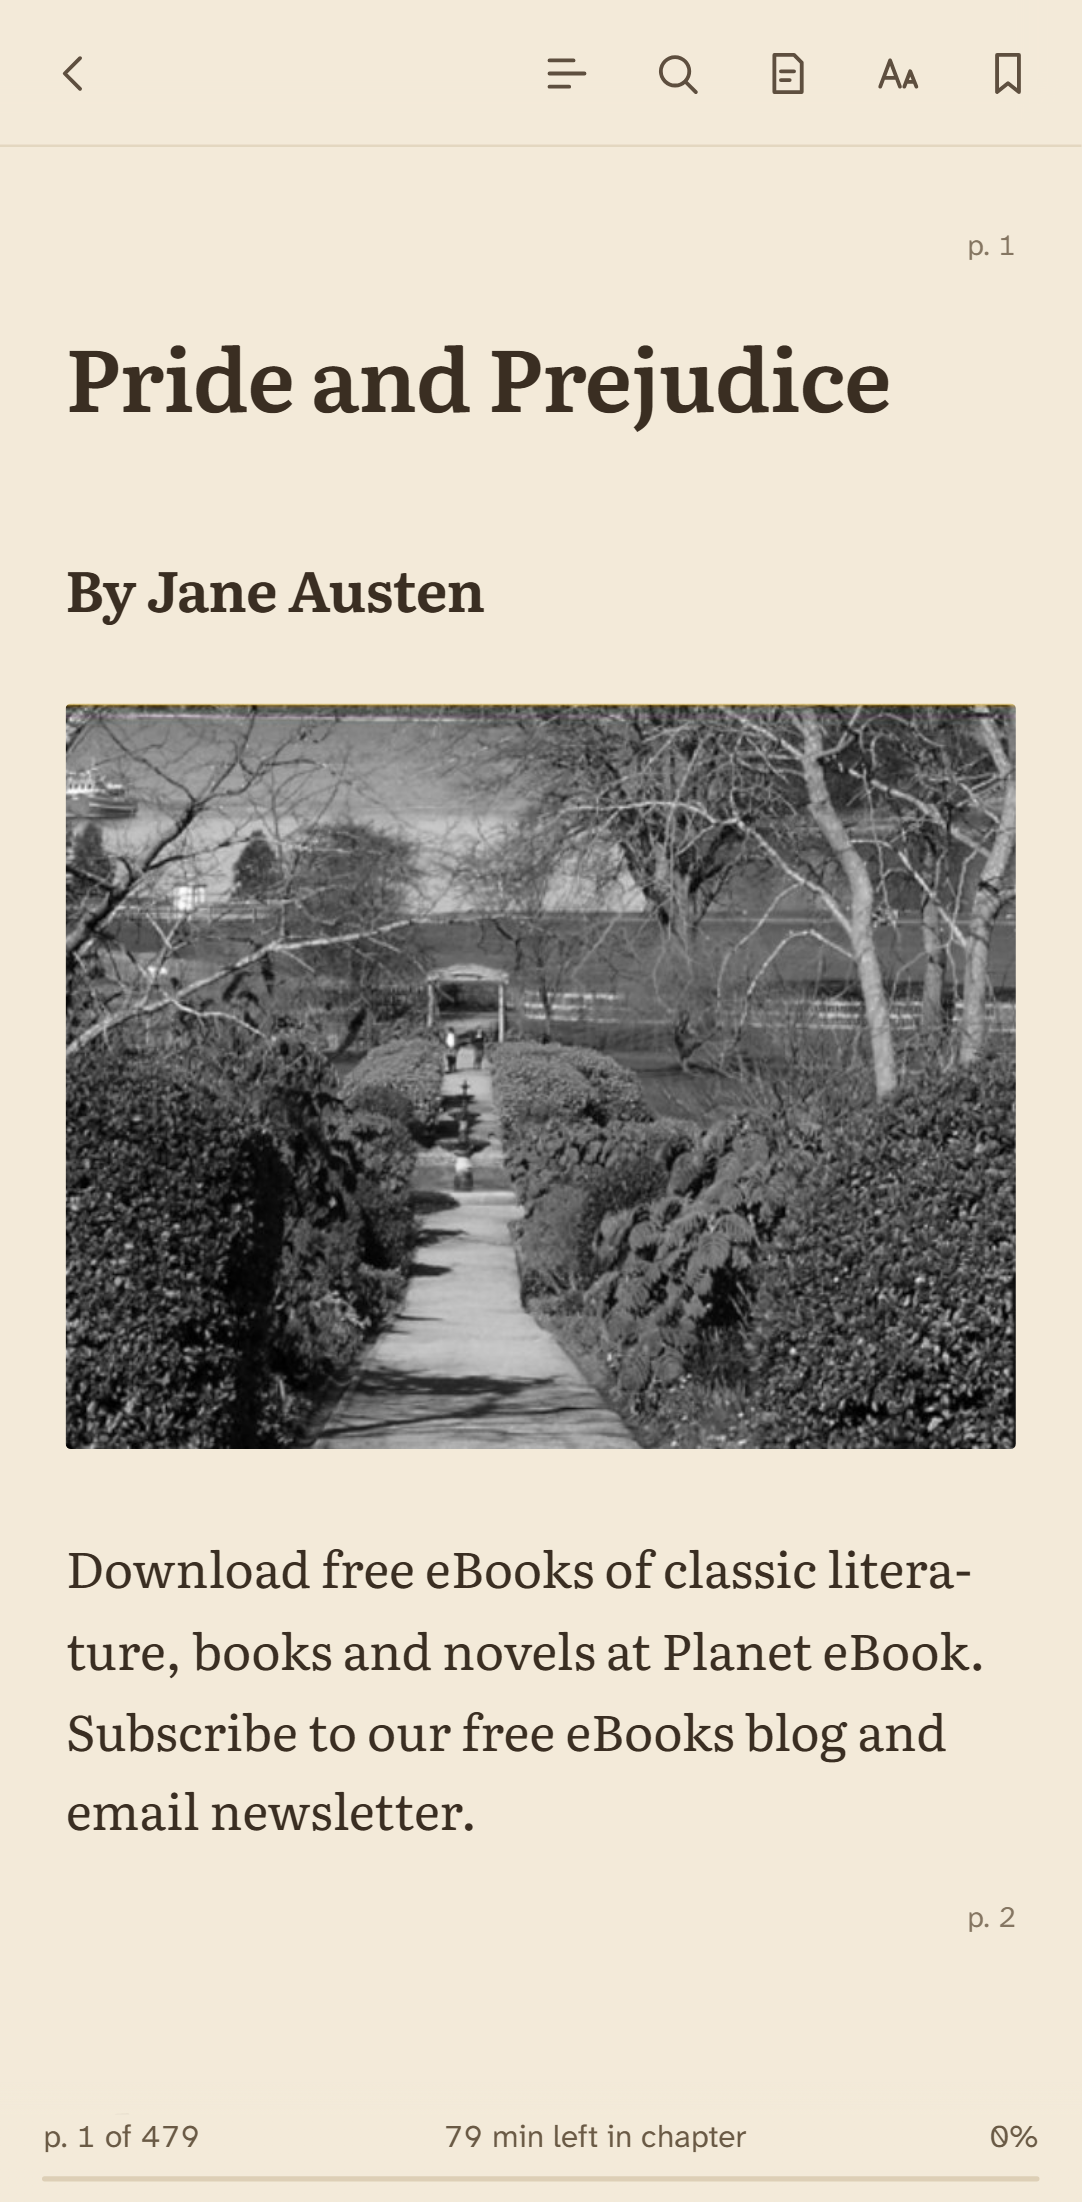 AA
p. 1
Pride and Prejudice
By Jane Austen
Download free eBooks of classic litera-
ture, books and novels at Planet eBook.
Subscribe to our free eBooks blog and
email newsletter.
p. 2
p. 1 of 479
79 min left in chapter
0%